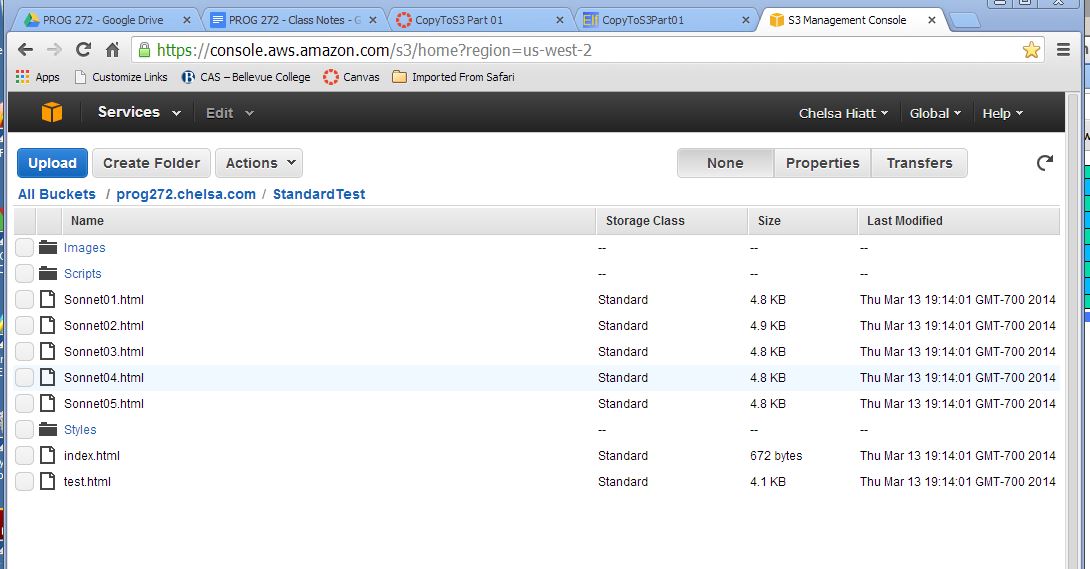 PROG 272 - Google Drive PROG 272 - Class Notes - G CopyToS3 Part 01 CopyToS3Part01 S3 Management Console
https://console.aws.amazon.com/s3/home?region=us-west-2
Apps Customize Links CAS – Bellevue College Canvas Imported From Safari
Services Edit Chelsa Hiatt Global Help
Upload Create Folder Actions None Properties Transfers
All Buckets / prog272.chelsa.com / StandardTest
Name Storage Class Size Last Modified
Images -- -- --
Scripts -- -- --
Sonnet01.html Standard 4.8 KB Thu Mar 13 19:14:01 GMT-700 2014
Sonnet02.html Standard 4.9 KB Thu Mar 13 19:14:01 GMT-700 2014
Sonnet03.html Standard 4.8 KB Thu Mar 13 19:14:01 GMT-700 2014
Sonnet04.html Standard 4.8 KB Thu Mar 13 19:14:01 GMT-700 2014
Sonnet05.html Standard 4.8 KB Thu Mar 13 19:14:01 GMT-700 2014
Styles -- -- --
index.html Standard 672 bytes Thu Mar 13 19:14:01 GMT-700 2014
test.html Standard 4.1 KB Thu Mar 13 19:14:01 GMT-700 2014